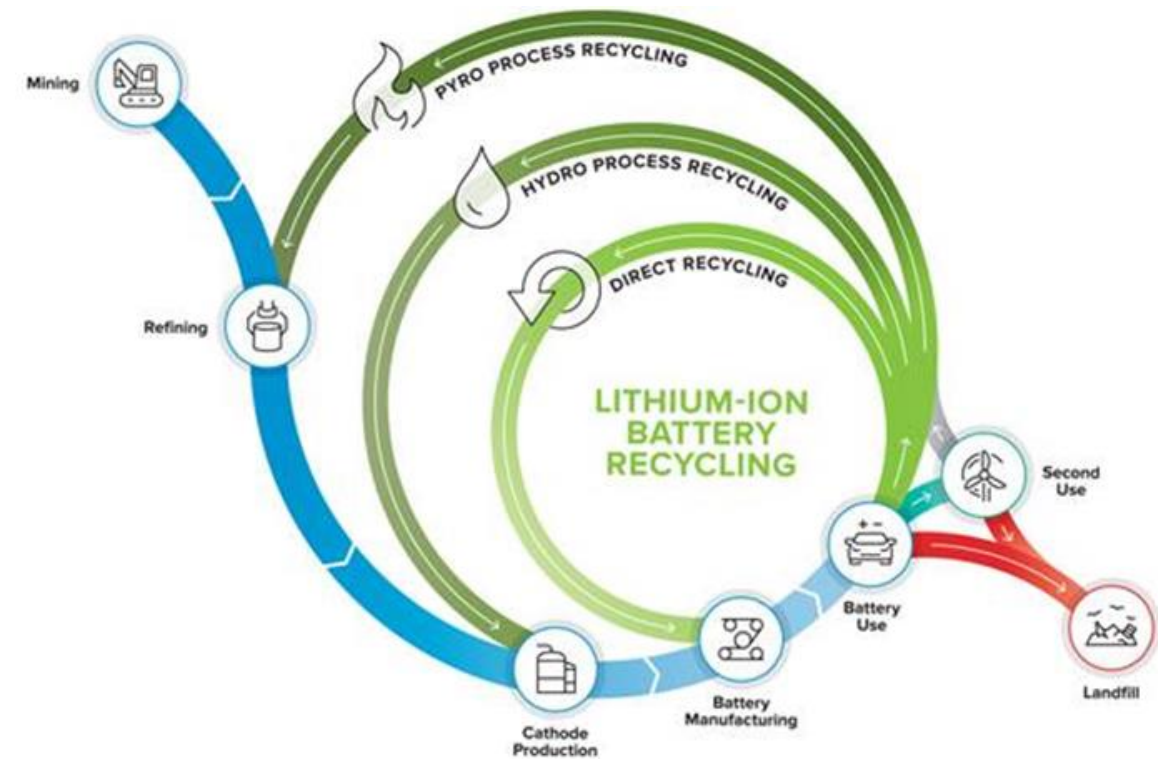 Mining
PYRO PROCESS RECYCLING
HYDRO PROCESS RECYCLING
DIRECT RECYCLING
Refining
LITHIUM-ION
BATTERY
RECYCLING
Second
Use
+ -
Battery
Use
Landfill
Battery
Manufacturing
Cathode
Production